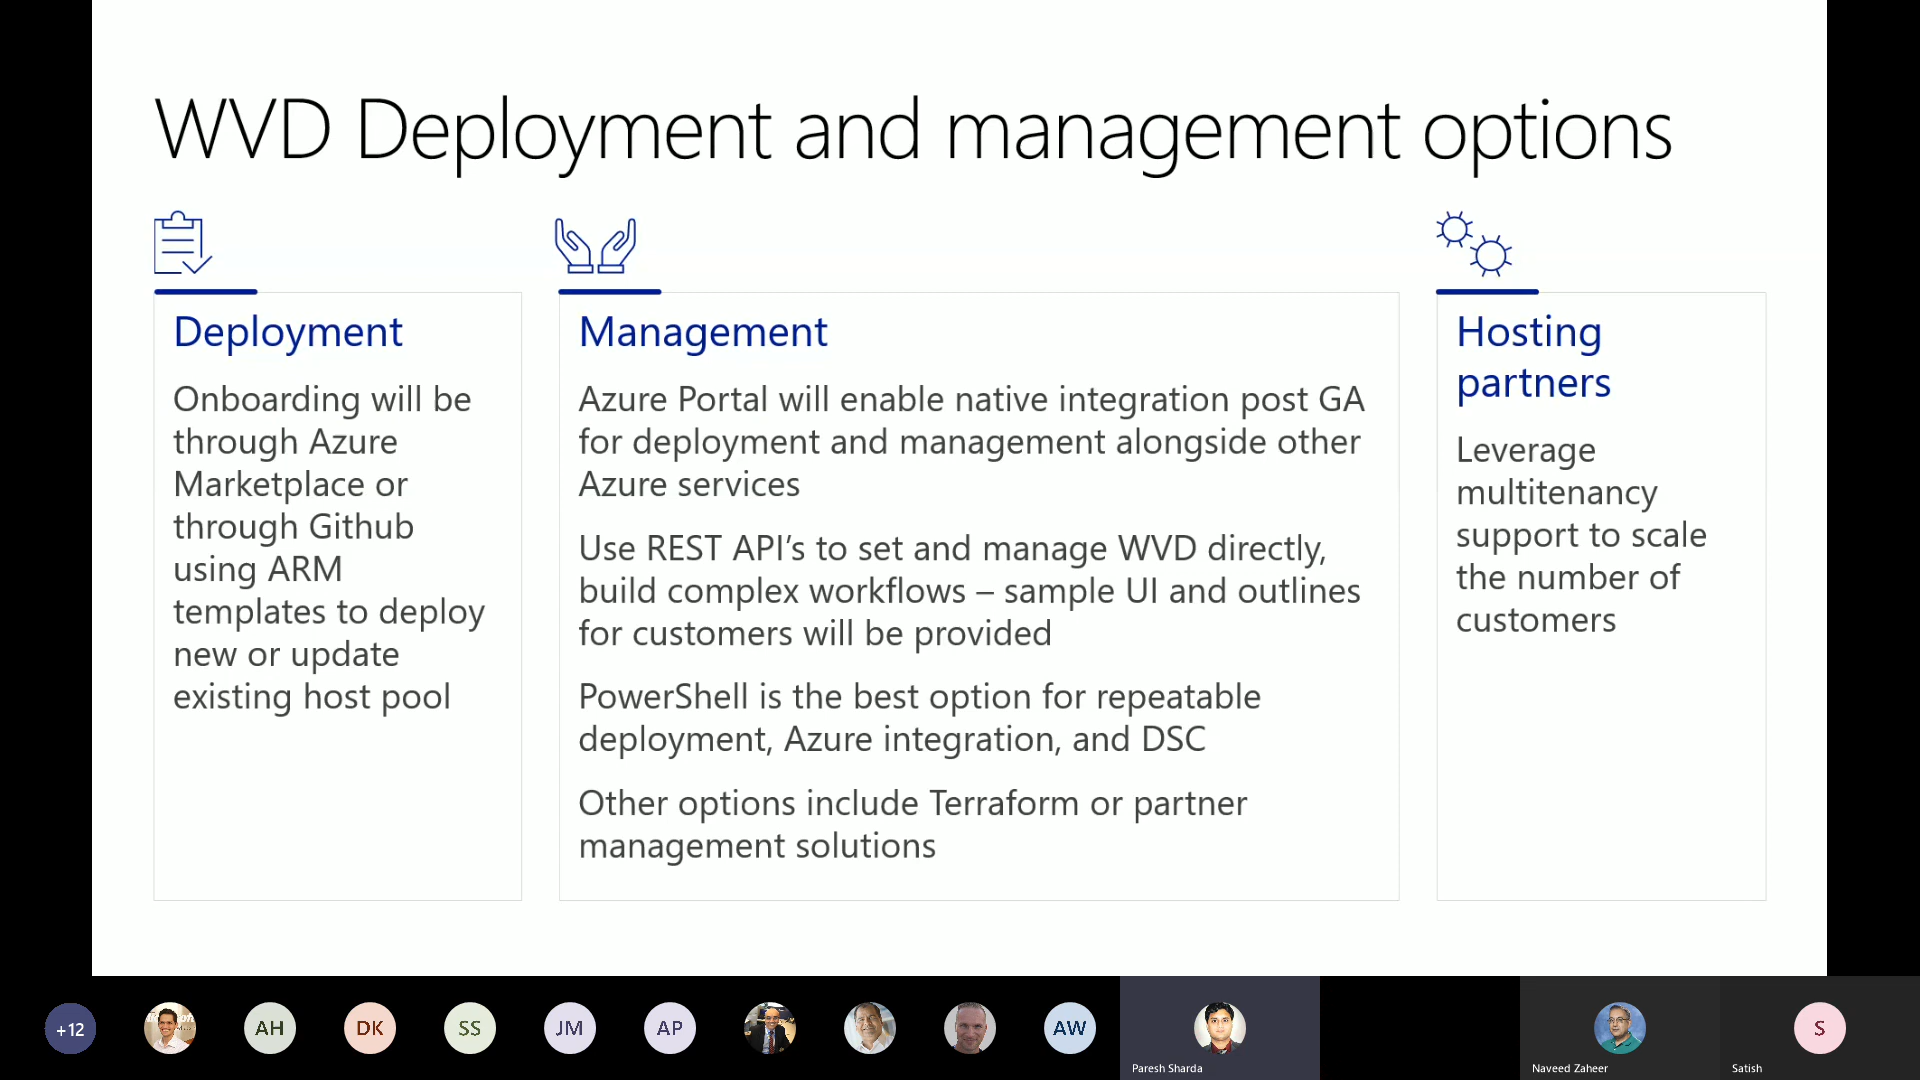 WVD Deployment and management options
Deployment
Onboarding will be
through Azure
Marketplace or
through Github
using ARM
templates to deploy
new or update
existing host pool
Management
Azure Portal will enable native integration post GA
for deployment and management alongside other
Azure services
Use REST API’s to set and manage WVD directly,
build complex workflows – sample UI and outlines
for customers will be provided
PowerShell is the best option for repeatable
deployment, Azure integration, and DSC
Other options include Terraform or partner
management solutions
Hosting
partners
Leverage
multitenancy
support to scale
the number of
customers
+12
AH
DK
SS
JM
AP
AW
Paresh Sharda
Naveed Zaheer
S
Satish